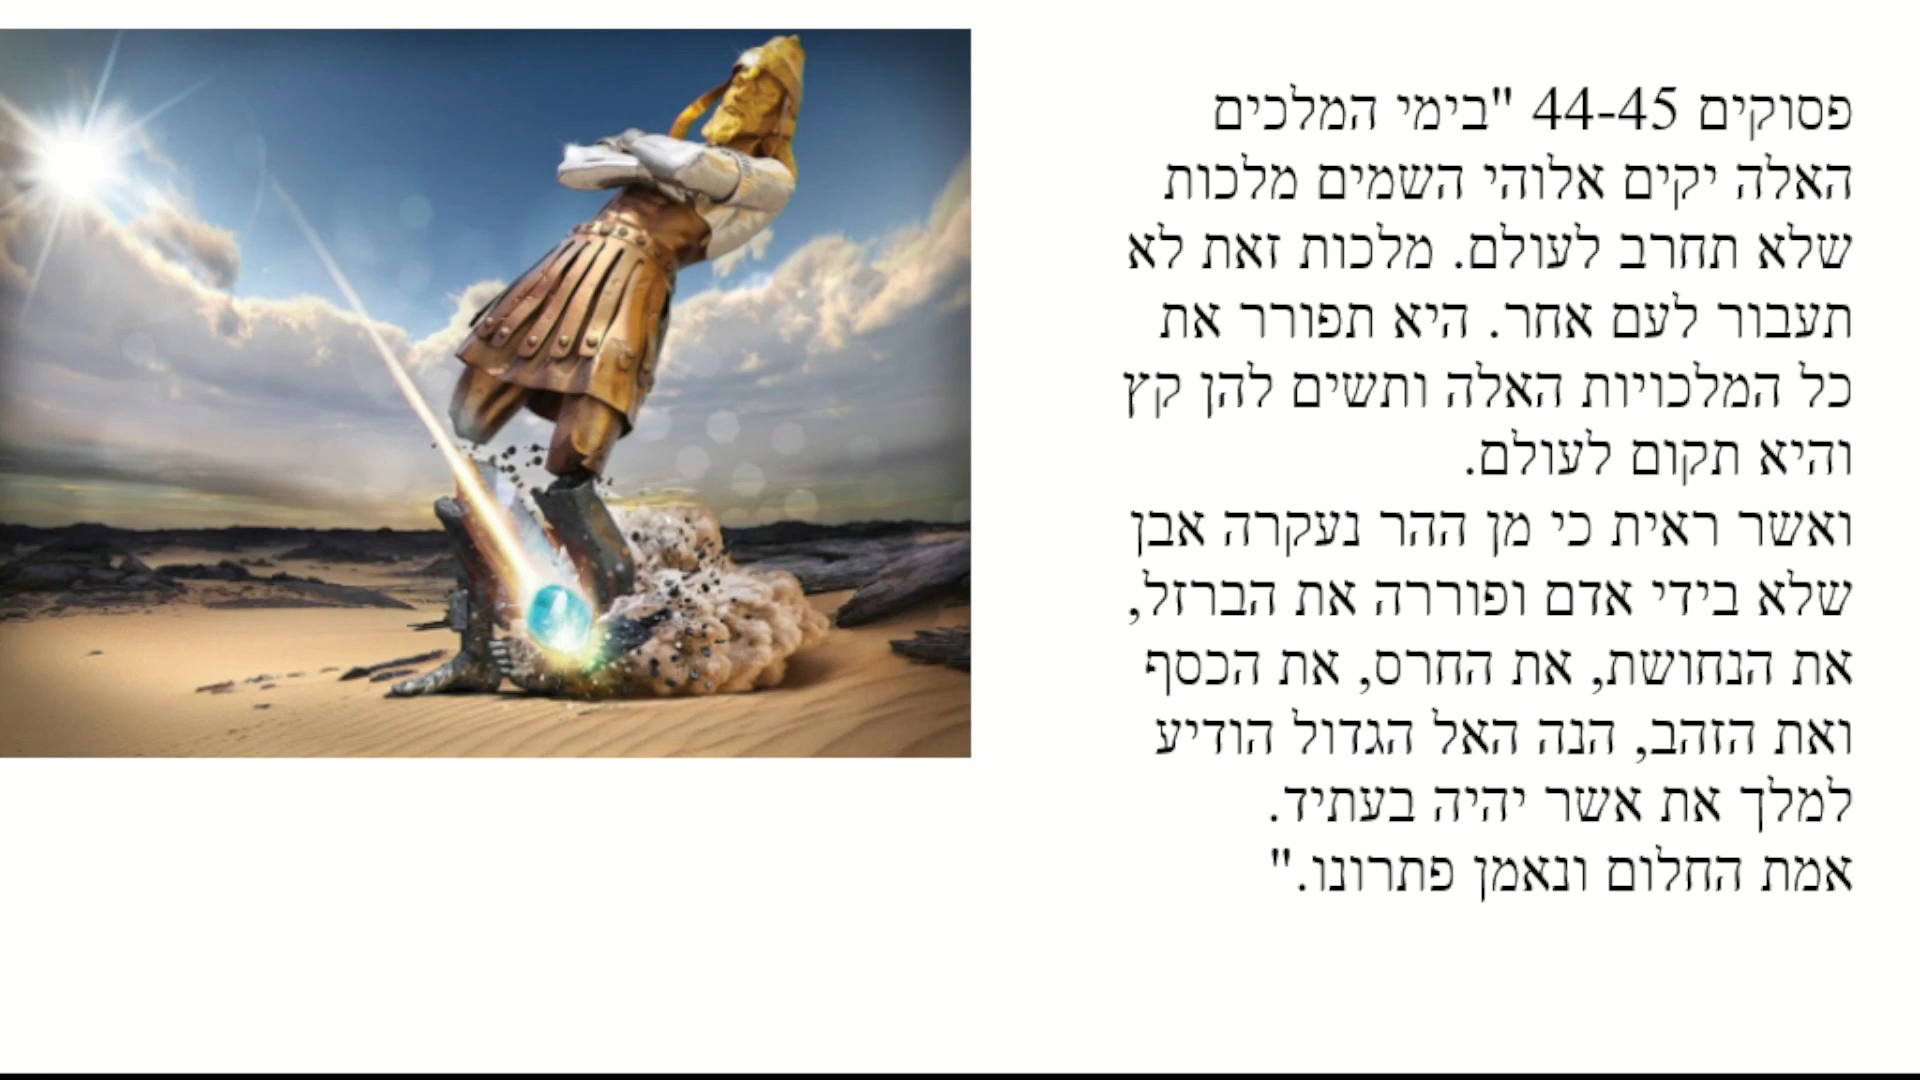 פסוקים 44-45 "בימי המלכים
האלה יקים אלוהי השמים מלכות
שלא תחרב לעולם. מלכות זאת לא
תעבור לעם אחר. היא תפורר את
כל המלכויות האלה ותשים להן קץ
והיא תקום לעולם.
ואשר ראית כי מן ההר נעקרה אבן
שלא בידי אדם ופוררה את הברזל,
את הנחושת, את החרס, את הכסף
ואת הזהב, הנה האל הגדול הודיע
למלך את אשר יהיה בעתיד.
אמת החלום ונאמן פתרונו."